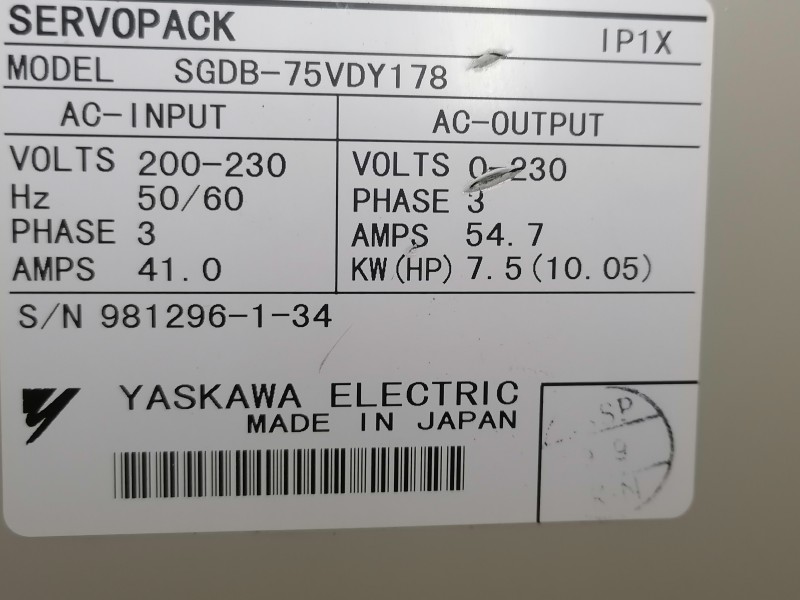 SERVOPACK IP1X
MODEL SGDB-75VDY178
AC-INPUT
VOLTS 200-230
Hz 50/60
PHASE 3
AMPS 41.0
AC-OUTPUT
VOLTS 0-230
PHASE 3
AMPS 54.7
KW(HP) 7.5(10.05)
S/N 981296-1-34
YASKAWA ELECTRIC
MADE IN JAPAN
SP